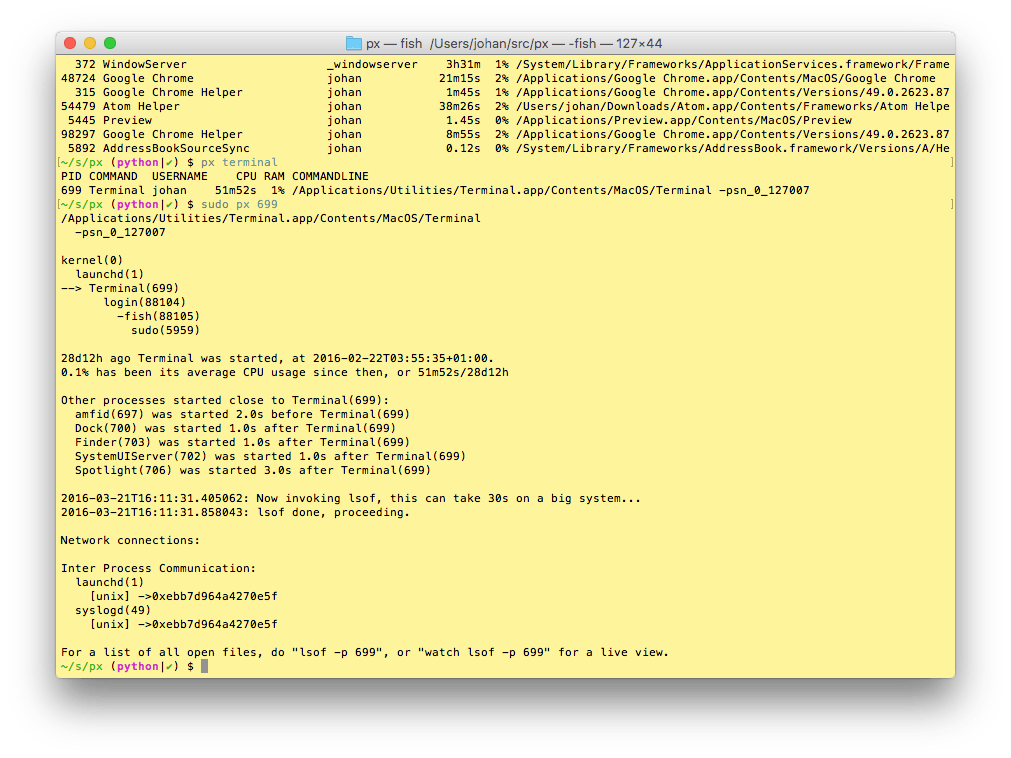 px — fish  /Users/johan/src/px — -fish — 127×44
  372 WindowServer                    _windowserver    3h31m  1% /System/Library/Frameworks/ApplicationServices.framework/Frame
48724 Google Chrome                   johan           21m15s  2% /Applications/Google Chrome.app/Contents/MacOS/Google Chrome
  315 Google Chrome Helper            johan            1m45s  1% /Applications/Google Chrome.app/Contents/Versions/49.0.2623.87
54479 Atom Helper                     johan           38m26s  2% /Users/johan/Downloads/Atom.app/Contents/Frameworks/Atom Helpe
 5445 Preview                         johan            1.45s  0% /Applications/Preview.app/Contents/MacOS/Preview
98297 Google Chrome Helper            johan            8m55s  2% /Applications/Google Chrome.app/Contents/Versions/49.0.2623.87
 5892 AddressBookSourceSync           johan            0.12s  0% /System/Library/Frameworks/AddressBook.framework/Versions/A/He
[~/s/px (python|✔) $ px terminal ]
PID COMMAND  USERNAME    CPU RAM COMMANDLINE
699 Terminal johan    51m52s  1% /Applications/Utilities/Terminal.app/Contents/MacOS/Terminal -psn_0_127007
[~/s/px (python|✔) $ sudo px 699 ]
/Applications/Utilities/Terminal.app/Contents/MacOS/Terminal
  -psn_0_127007

kernel(0)
  launchd(1)
--> Terminal(699)
      login(88104)
        -fish(88105)
          sudo(5959)

28d12h ago Terminal was started, at 2016-02-22T03:55:35+01:00.
0.1% has been its average CPU usage since then, or 51m52s/28d12h

Other processes started close to Terminal(699):
  amfid(697) was started 2.0s before Terminal(699)
  Dock(700) was started 1.0s after Terminal(699)
  Finder(703) was started 1.0s after Terminal(699)
  SystemUIServer(702) was started 1.0s after Terminal(699)
  Spotlight(706) was started 3.0s after Terminal(699)

2016-03-21T16:11:31.405062: Now invoking lsof, this can take 30s on a big system...
2016-03-21T16:11:31.858043: lsof done, proceeding.

Network connections:

Inter Process Communication:
  launchd(1)
    [unix] ->0xebb7d964a4270e5f
  syslogd(49)
    [unix] ->0xebb7d964a4270e5f

For a list of all open files, do "lsof -p 699", or "watch lsof -p 699" for a live view.
~/s/px (python|✔) $